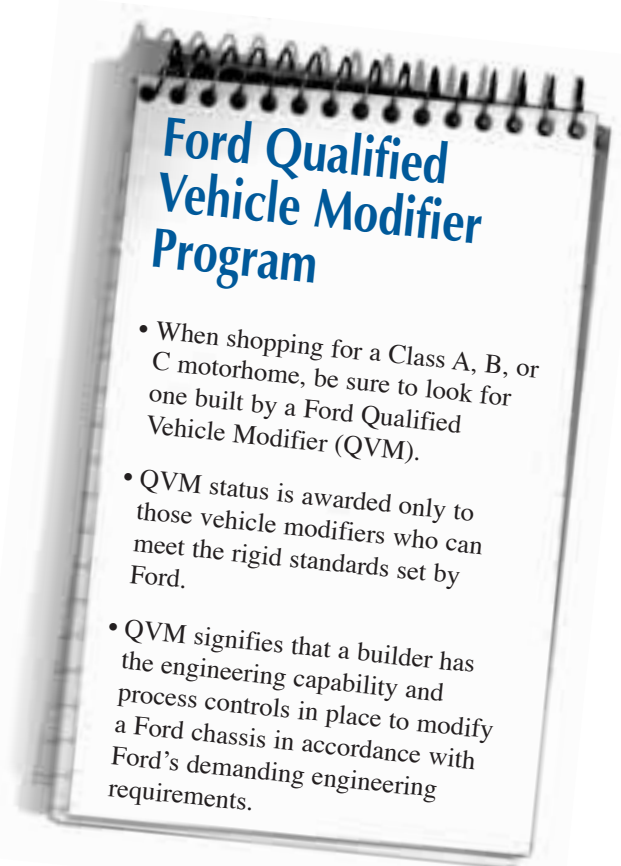 Ford Qualified
Vehicle Modifier
Program
• When shopping for a Class A, B, or
C motorhome, be sure to look for
one built by a Ford Qualified
Vehicle Modifier (QVM).
• QVM status is awarded only to
those vehicle modifiers who can
meet the rigid standards set by
Ford.
• QVM signifies that a builder has
the engineering capability and
process controls in place to modify
a Ford chassis in accordance with
Ford’s demanding engineering
requirements.